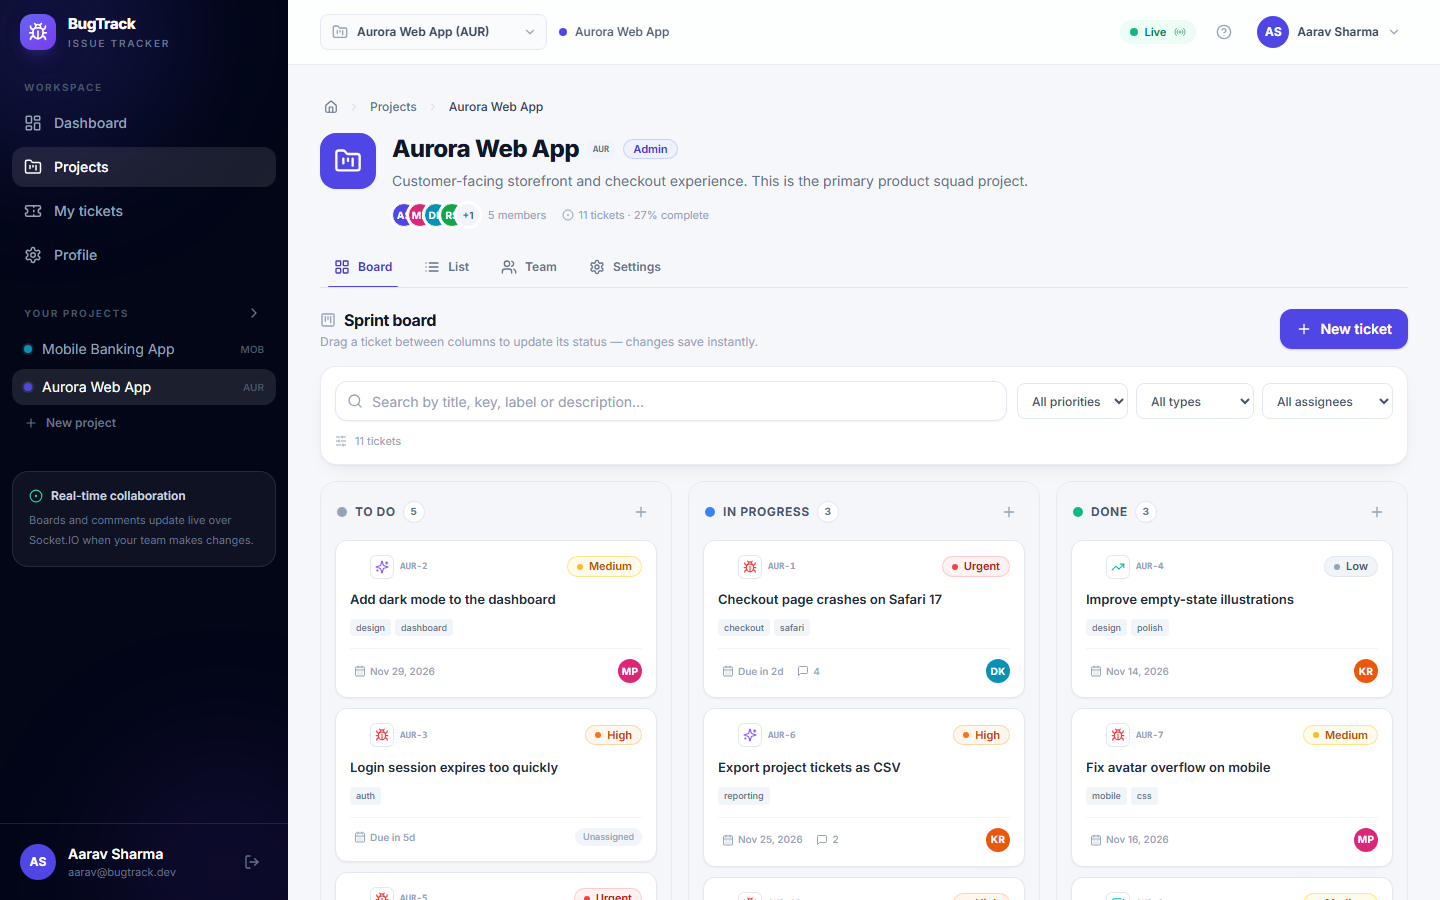 BugTrack
ISSUE TRACKER
WORKSPACE
Dashboard
Projects
My tickets
Profile
YOUR PROJECTS
Mobile Banking App MOB
Aurora Web App AUR
New project
Real-time collaboration
Boards and comments update live over
Socket.IO when your team makes changes.
AS
Aarav Sharma
aarav@bugtrack.dev
Aurora Web App (AUR)
Aurora Web App
Live
AS
Aarav Sharma
Projects
Aurora Web App
Aurora Web App AUR Admin
Customer-facing storefront and checkout experience. This is the primary product squad project.
+1 5 members 11 tickets · 27% complete
Board List Team Settings
Sprint board
Drag a ticket between columns to update its status — changes save instantly.
New ticket
Search by title, key, label or description...
All priorities
All types
All assignees
11 tickets
TO DO 5
AUR-2 Medium
Add dark mode to the dashboard
design dashboard
Nov 29, 2026 MP
AUR-3 High
Login session expires too quickly
auth
Due in 5d Unassigned
AUR-5 Urgent
IN PROGRESS 3
AUR-1 Urgent
Checkout page crashes on Safari 17
checkout safari
Due in 2d 4 DK
AUR-6 High
Export project tickets as CSV
reporting
Nov 25, 2026 2 KR
DONE 3
AUR-4 Low
Improve empty-state illustrations
design polish
Nov 14, 2026 KR
AUR-7 Medium
Fix avatar overflow on mobile
mobile css
Nov 16, 2026 MP